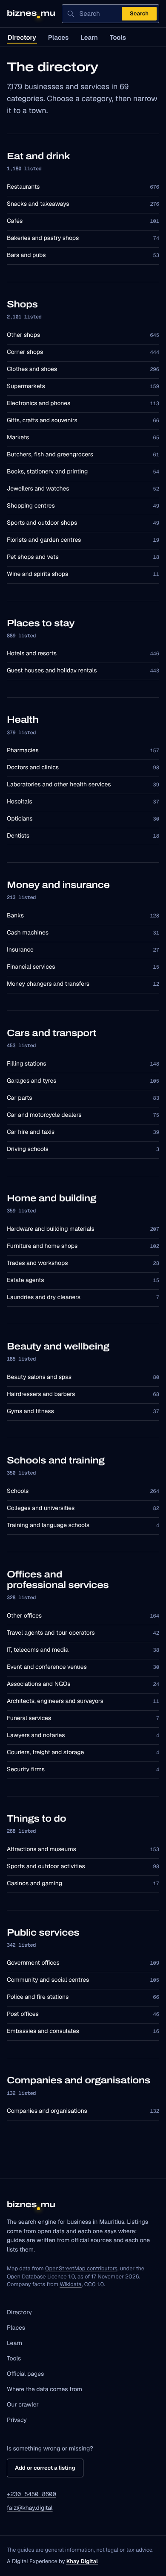 biznes.mu
Search
Search
Directory
Places
Learn
Tools
The directory
7,179 businesses and services in 69
categories. Choose a category, then narrow
it to a town.
Eat and drink
1,180 listed
Restaurants 676
Snacks and takeaways 276
Cafés 101
Bakeries and pastry shops 74
Bars and pubs 53
Shops
2,101 listed
Other shops 645
Corner shops 444
Clothes and shoes 296
Supermarkets 159
Electronics and phones 113
Gifts, crafts and souvenirs 66
Markets 65
Butchers, fish and greengrocers 61
Books, stationery and printing 54
Jewellers and watches 52
Shopping centres 49
Sports and outdoor shops 49
Florists and garden centres 19
Pet shops and vets 18
Wine and spirits shops 11
Places to stay
Hotels and resorts 446
Guest houses and holiday rentals 443
Health
379 listed
Pharmacies 157
Doctors and clinics 98
Laboratories and other health services 39
Hospitals 37
Opticians 30
Dentists 18
Money and insurance
213 listed
Banks 128
Cash machines 31
Insurance 27
Financial services 15
Money changers and transfers 12
Cars and transport
453 listed
Filling stations 148
Garages and tyres 105
Car parts 83
Car and motorcycle dealers 75
Car hire and taxis 39
Driving schools 3
Home and building
Hardware and building materials 207
Furniture and home shops 102
Trades and workshops 28
Estate agents 15
Laundries and dry cleaners 7
Beauty and wellbeing
185 listed
Beauty salons and spas 80
Hairdressers and barbers 68
Gyms and fitness 37
Schools and training
350 listed
Schools 264
Colleges and universities 82
Training and language schools 4
Offices and
professional services
328 listed
Other offices 164
Travel agents and tour operators 42
IT, telecoms and media 38
Event and conference venues 30
Associations and NGOs 24
Architects, engineers and surveyors 11
Funeral services 7
Lawyers and notaries 4
Couriers, freight and storage 4
Security firms 4
Things to do
Attractions and museums 153
Sports and outdoor activities 98
Casinos and gaming 17
Public services
342 listed
Government offices 109
Community and social centres 105
Police and fire stations 66
Post offices 46
Embassies and consulates 16
Companies and organisations
132 listed
Companies and organisations 132
biznes.mu
The search engine for business in Mauritius. Listings
come from open data and each one says where;
guides are written from official sources and each one
lists them.
Map data from OpenStreetMap contributors, under the
Open Database Licence 1.0, as of 17 November 2026.
Company facts from Wikidata, CC0 1.0.
Directory
Places
Learn
Tools
Official pages
Where the data comes from
Our crawler
Privacy
Is something wrong or missing?
Add or correct a listing
+230 5450 8600
faiz@khay.digital
The guides are general information, not legal or tax advice.
A Digital Experience by Khay Digital